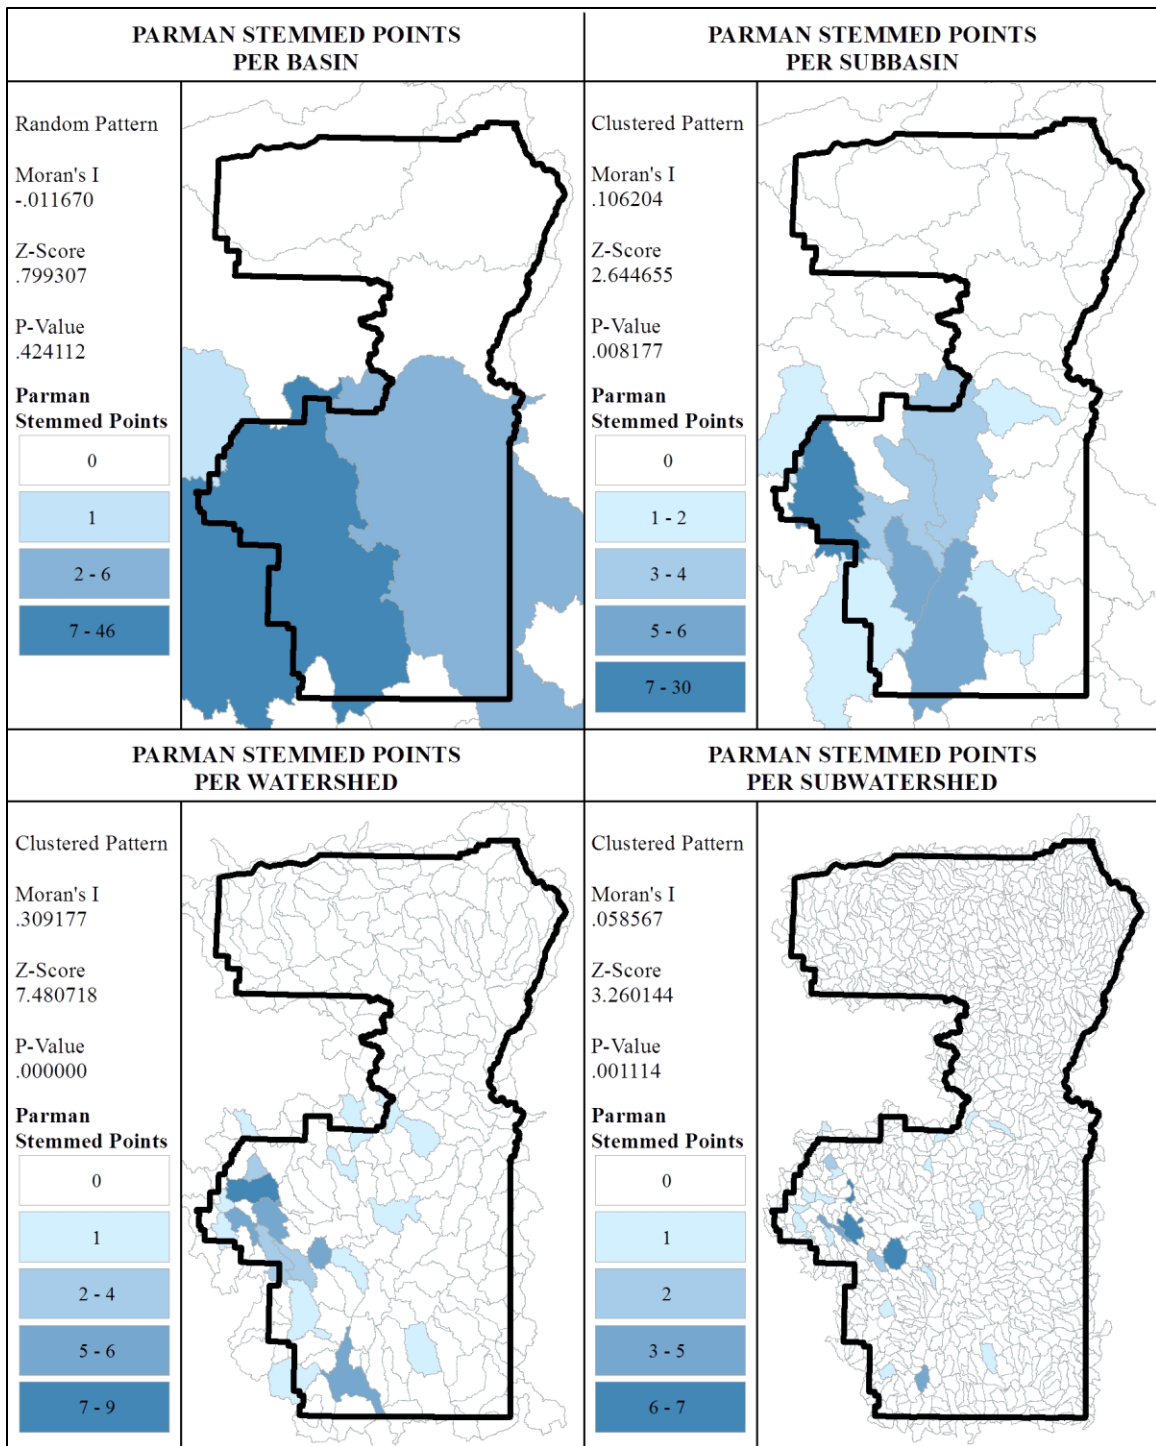 PARMAN STEMMED POINTS
PER BASIN
Random Pattern
Moran's I
-.011670
Z-Score
.799307
P-Value
.424112
Parman
Stemmed Points
0
1
2 - 6
7 - 46
PARMAN STEMMED POINTS
PER SUBBASIN
Clustered Pattern
Moran's I
.106204
Z-Score
2.644655
P-Value
.008177
Parman
Stemmed Points
0
1 - 2
3 - 4
5 - 6
7 - 30
PARMAN STEMMED POINTS
PER WATERSHED
Clustered Pattern
Moran's I
.309177
Z-Score
7.480718
P-Value
.000000
Parman
Stemmed Points
0
1
2 - 4
5 - 6
7 - 9
PARMAN STEMMED POINTS
PER SUBWATERSHED
Clustered Pattern
Moran's I
.058567
Z-Score
3.260144
P-Value
.001114
Parman
Stemmed Points
0
1
2
3 - 5
6 - 7